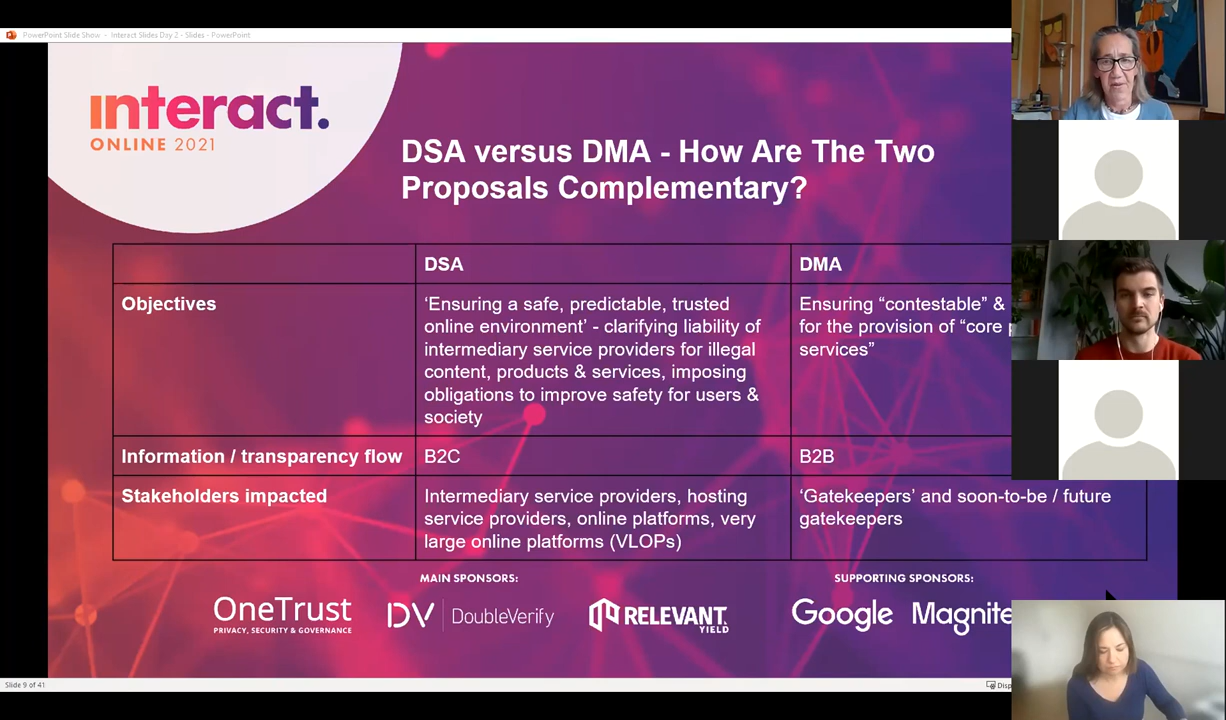 PowerPoint Slide Show - Interact Slides Day 2 - Slides - PowerPoint
interact.
ONLINE 2021
DSA versus DMA - How Are The Two
Proposals Complementary?
DSA
DMA
Objectives
‘Ensuring a safe, predictable, trusted
online environment’ - clarifying liability of
intermediary service providers for illegal
content, products & services, imposing
obligations to improve safety for users &
society
Ensuring “contestable” &
for the provision of “core
services”
Information / transparency flow
B2C
B2B
Stakeholders impacted
Intermediary service providers, hosting
service providers, online platforms, very
large online platforms (VLOPs)
‘Gatekeepers’ and soon-to-be / future
gatekeepers
MAIN SPONSORS:
SUPPORTING SPONSORS:
OneTrust
PRIVACY, SECURITY & GOVERNANCE
DV DoubleVerify
RELEVANT.
YIELD
Google
Magnite
Slide 9 of 41